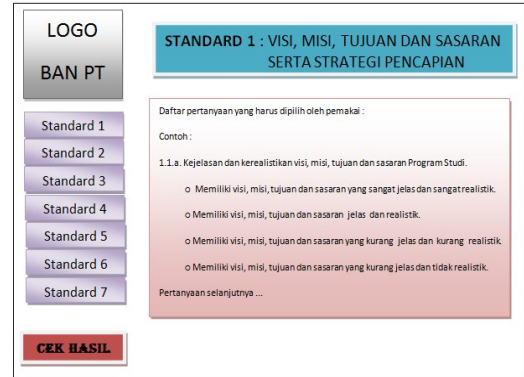 LOGO
BAN PT
STANDARD 1 : VISI, MISI, TUJUAN DAN SASARAN
SERTA STRATEGI PENCAPIAN
Standard 1
Standard 2
Standard 3
Standard 4
Standard 5
Standard 6
Standard 7
CEK HASIL
Daftar pertanyaan yang harus dipilih oleh pemakai :
Contoh :
1.1.a. Kejelasan dan kerealistikan visi, misi, tujuan dan sasaran Program Studi.
o Memiliki visi, misi, tujuan dan sasaran yang sangat jelas dan sangat realistik.
o Memiliki visi, misi, tujuan dan sasaran jelas dan realistik.
o Memiliki visi, misi, tujuan dan sasaran yang kurang jelas dan kurang realistik.
o Memiliki visi, misi, tujuan dan sasaran yang kurang jelas dan tidak realistik.
Pertanyaan selanjutnya ...